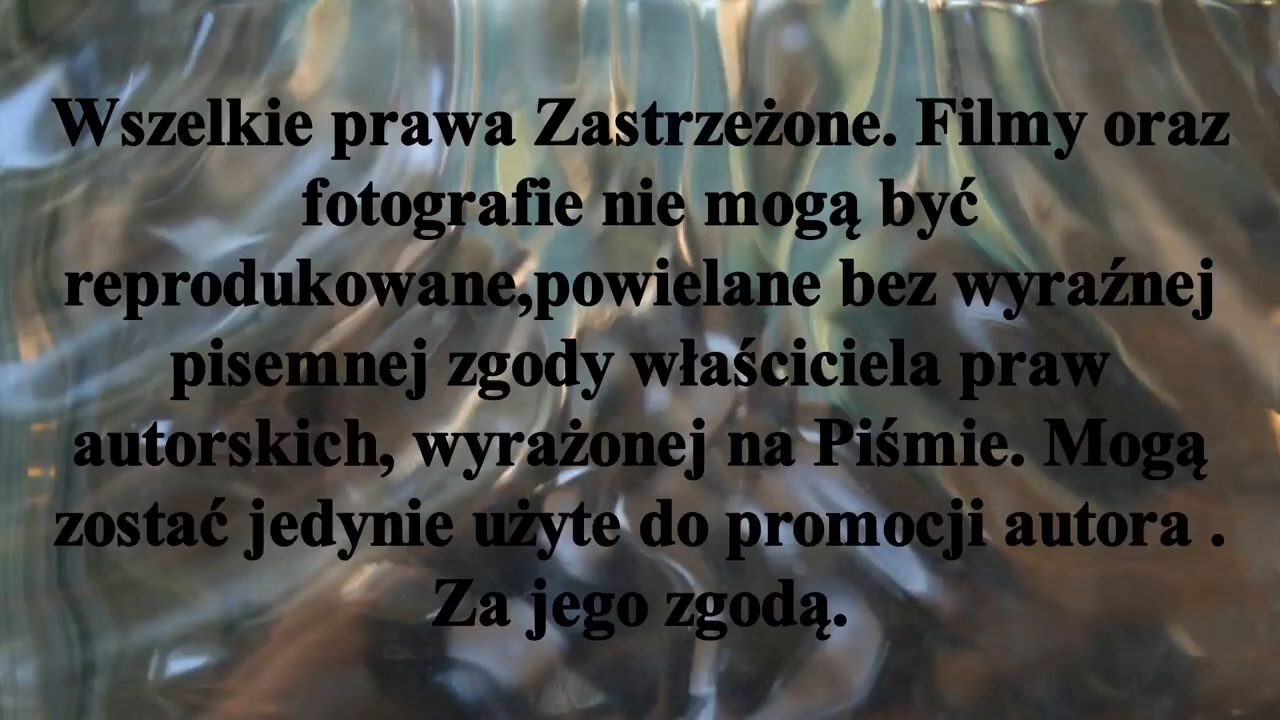 Wszelkie prawa Zastrzeżone. Filmy oraz
fotografie nie mogą być
reprodukowane,powielane bez wyraźnej
pisemnej zgody właściciela praw
autorskich, wyrażonej na Piśmie. Mogą
zostać jedynie użyte do promocji autora .
Za jego zgodą.